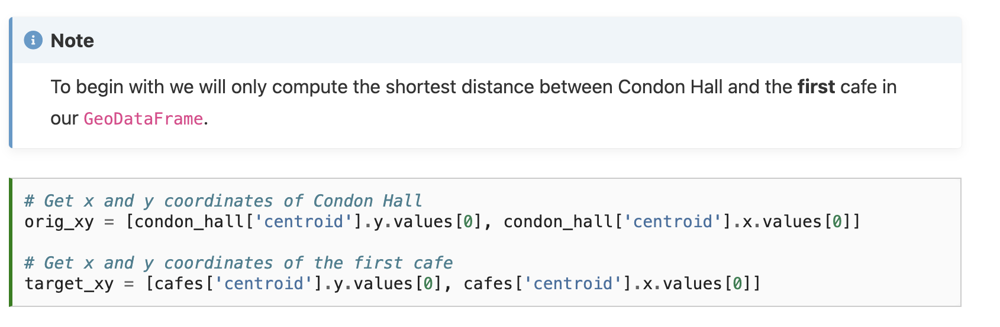 Note
To begin with we will only compute the shortest distance between Condon Hall and the first cafe in
our GeoDataFrame.
# Get x and y coordinates of Condon Hall
orig_xy = [condon_hall['centroid'].y.values[0], condon_hall['centroid'].x.values[0]]
# Get x and y coordinates of the first cafe
target_xy = [cafes['centroid'].y.values[0], cafes['centroid'].x.values[0]]